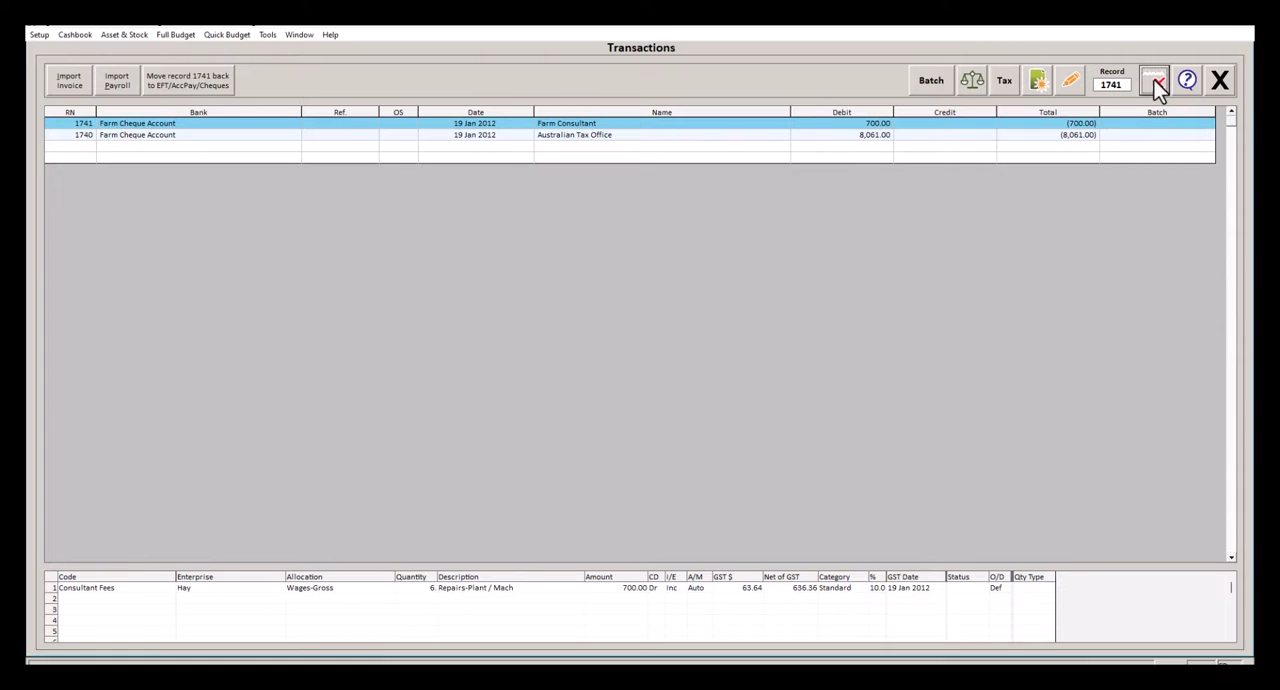 Setup Cashbook Asset & Stock Full Budget Quick Budget Tools Window Help
Transactions
Import Invoice
Import Payroll
Move record 1741 back to EFT/AccPay/Cheques
Batch
Tax
Record
1741
?
X
RN Bank Ref. OS Date Name Debit Credit Total Batch
1741 Farm Cheque Account 19 Jan 2012 Farm Consultant 700.00 (700.00)
1740 Farm Cheque Account 19 Jan 2012 Australian Tax Office 8,061.00 (8,061.00)
Code Enterprise Allocation Quantity Description Amount CD I/E A/M GST $ Net of GST Category % GST Date Status O/D Qty Type
1 Consultant Fees Hay Wages-Gross 6. Repairs-Plant / Mach 700.00 Dr Inc Auto 63.64 636.36 Standard 10.0 19 Jan 2012 Def
2
3
4
5